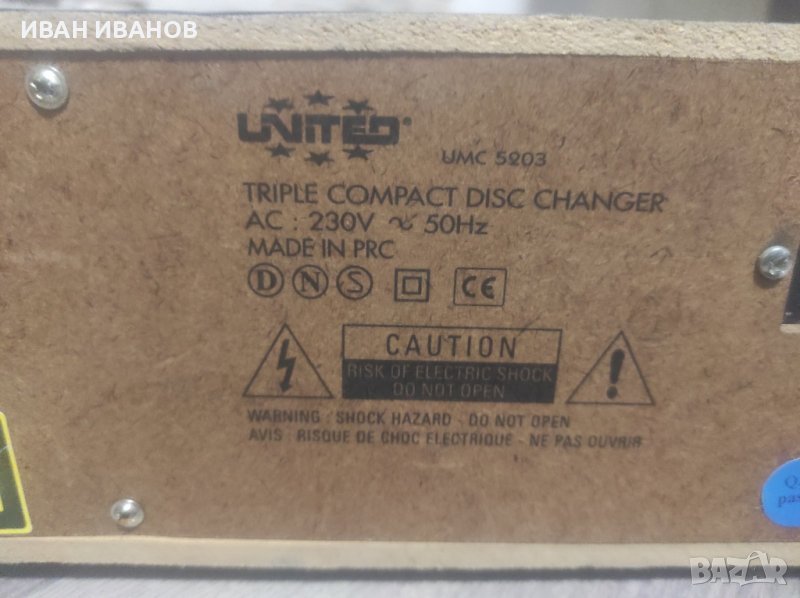 ИВАН ИВАНОВ
UNITED®
UMC 5203
TRIPLE COMPACT DISC CHANGER
AC : 230V ~ 50Hz
MADE IN PRC
D N S CE
CAUTION
RISK OF ELECTRIC SHOCK
DO NOT OPEN
WARNING : SHOCK HAZARD - DO NOT OPEN
AVIS : RISQUE DE CHOC ELECTRIQUE - NE PAS OUVRIR
BAZAR